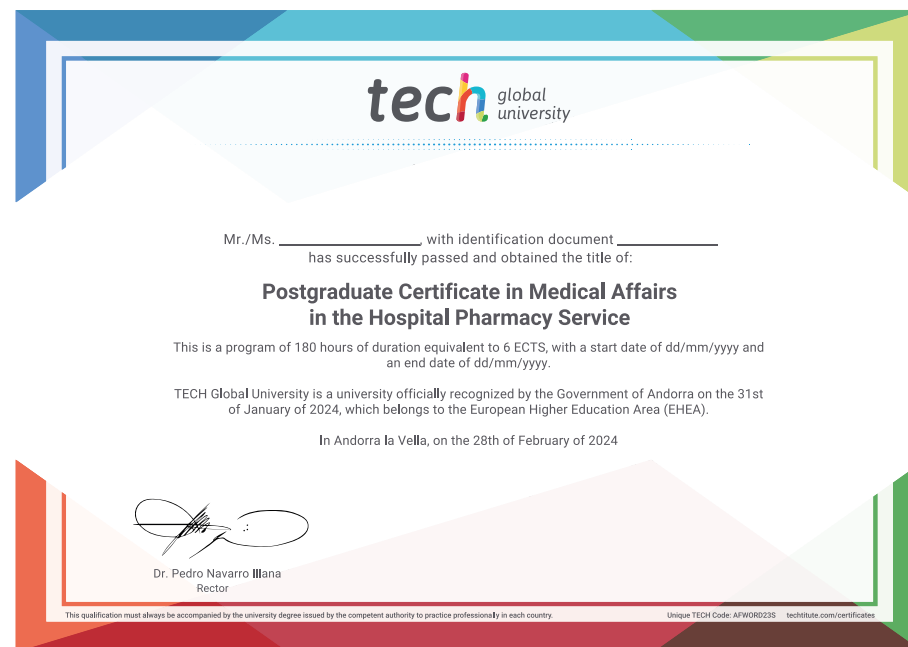 tech global university
Mr./Ms. ________________, with identification document ____________
has successfully passed and obtained the title of:
Postgraduate Certificate in Medical Affairs
in the Hospital Pharmacy Service
This is a program of 180 hours of duration equivalent to 6 ECTS, with a start date of dd/mm/yyyy and
an end date of dd/mm/yyyy.
TECH Global University is a university officially recognized by the Government of Andorra on the 31st
of January of 2024, which belongs to the European Higher Education Area (EHEA).
In Andorra la Vella, on the 28th of February of 2024
Dr. Pedro Navarro Illana
Rector
This qualification must always be accompanied by the university degree issued by the competent authority to practice professionally in each country. Unique TECH Code: AFWORD23S techtitute.com/certificates